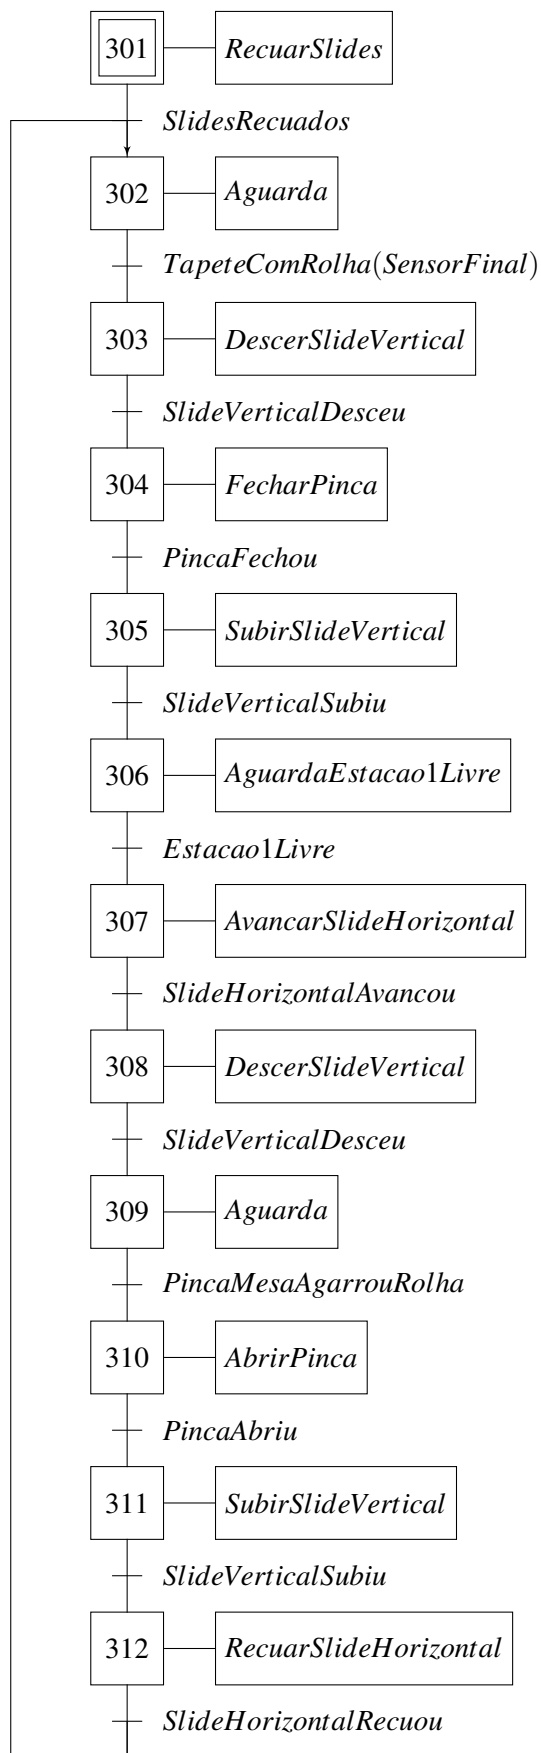 301 RecuarSlides
SlidesRecuados
302 Aguarda
TapeteComRolha(SensorFinal)
303 DescerSlideVertical
SlideVerticalDesceu
304 FecharPinca
PincaFechou
305 SubirSlideVertical
SlideVerticalSubiu
306 AguardaEstacao1Livre
Estacao1Livre
307 AvancarSlideHorizontal
SlideHorizontalAvancou
308 DescerSlideVertical
SlideVerticalDesceu
309 Aguarda
PincaMesaAgarrouRolha
310 AbrirPinca
PincaAbriu
311 SubirSlideVertical
SlideVerticalSubiu
312 RecuarSlideHorizontal
SlideHorizontalRecuou